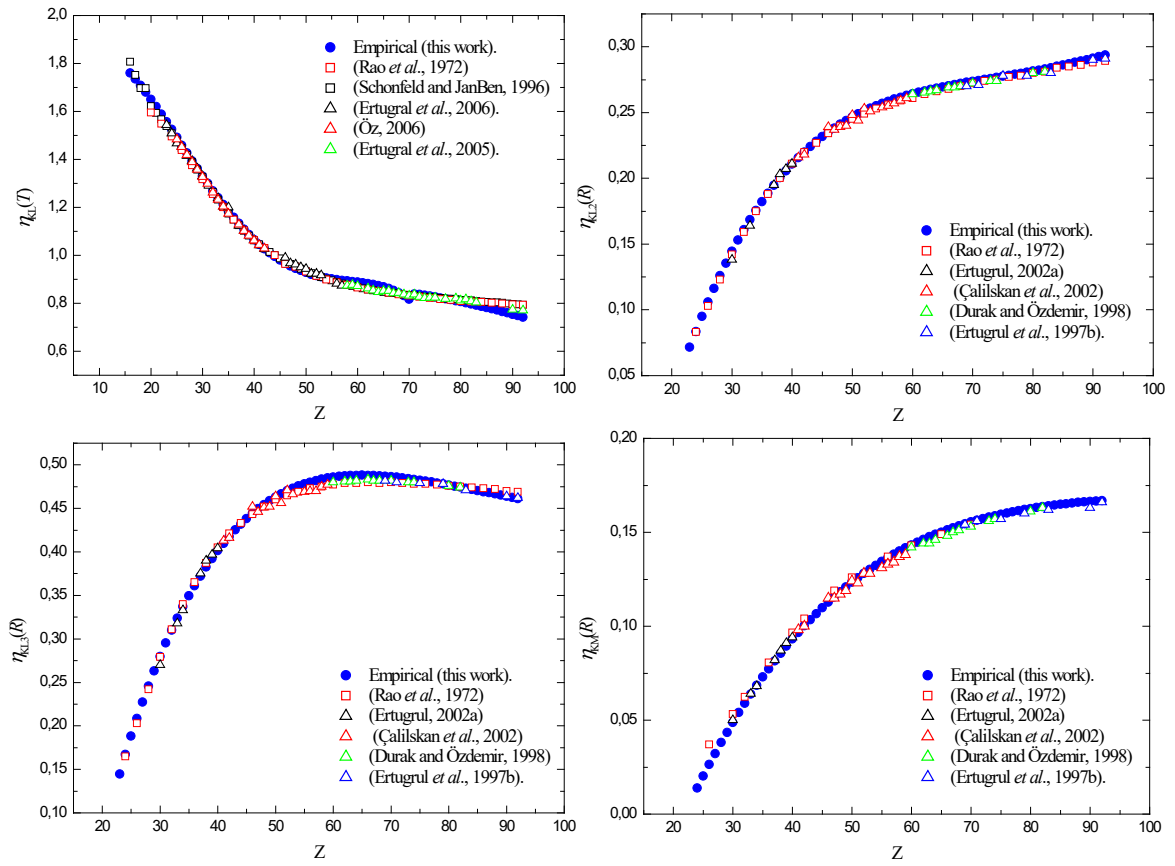 2,0
1,8
1,6
1,4
1,2
1,0
0,8
0,6
η_KL(T)
Empirical (this work).
(Rao et al., 1972)
(Schonfeld and JanBen, 1996)
(Ertugral et al., 2006).
(Öz, 2006)
(Ertugral et al., 2005).
10 20 30 40 50 60 70 80 90 100
Z
0,30
0,25
0,20
0,15
0,10
0,05
η_KL2(R)
Empirical (this work).
(Rao et al., 1972)
(Ertugrul, 2002a)
(Çalilskan et al., 2002)
(Durak and Özdemir, 1998)
(Ertugrul et al., 1997b).
20 30 40 50 60 70 80 90 100
Z
0,50
0,45
0,40
0,35
0,30
0,25
0,20
0,15
0,10
η_KL3(R)
Empirical (this work).
(Rao et al., 1972)
(Ertugrul, 2002a)
(Çalilskan et al., 2002)
(Durak and Özdemir, 1998)
(Ertugrul et al., 1997b).
20 30 40 50 60 70 80 90 100
Z
0,20
0,15
0,10
0,05
0,00
η_KM(R)
Empirical (this work).
(Rao et al., 1972)
(Ertugrul, 2002a)
(Çalilskan et al., 2002)
(Durak and Özdemir, 1998)
(Ertugrul et al., 1997b).
20 30 40 50 60 70 80 90 100
Z